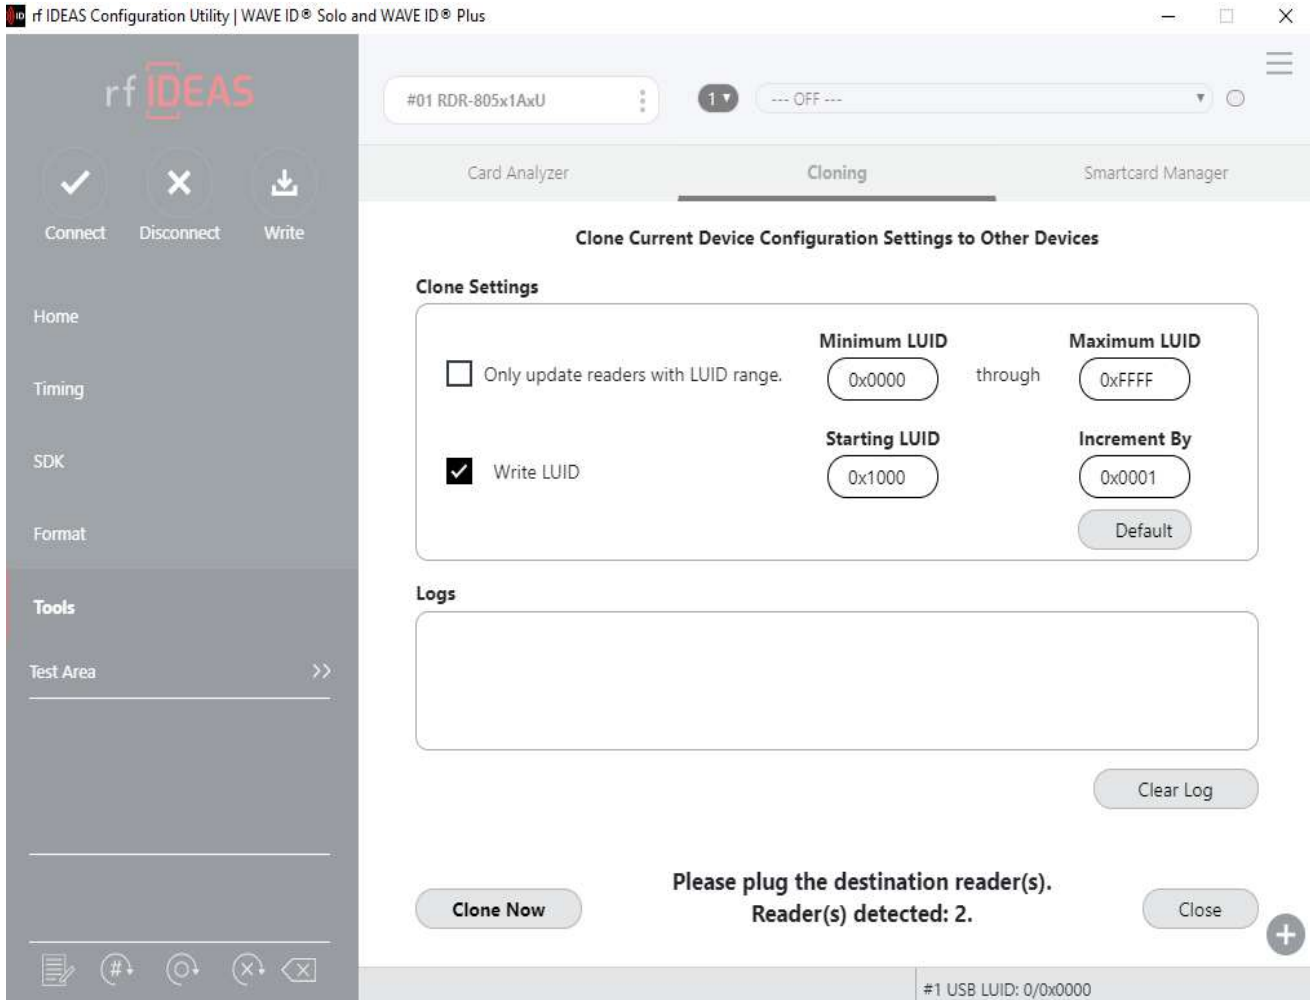 rf IDEAS Configuration Utility | WAVE ID® Solo and WAVE ID® Plus
rf IDEAS
#01 RDR-805x1AxU
1
--- OFF ---
Connect
Disconnect
Write
Card Analyzer
Cloning
Smartcard Manager
Home
Timing
SDK
Format
Tools
Test Area >>
Clone Current Device Configuration Settings to Other Devices
Clone Settings
Minimum LUID
Maximum LUID
Only update readers with LUID range.
0x0000
through
0xFFFF
Starting LUID
Increment By
Write LUID
0x1000
0x0001
Default
Logs
Clear Log
Please plug the destination reader(s).
Reader(s) detected: 2.
Clone Now
Close
#1 USB LUID: 0/0x0000